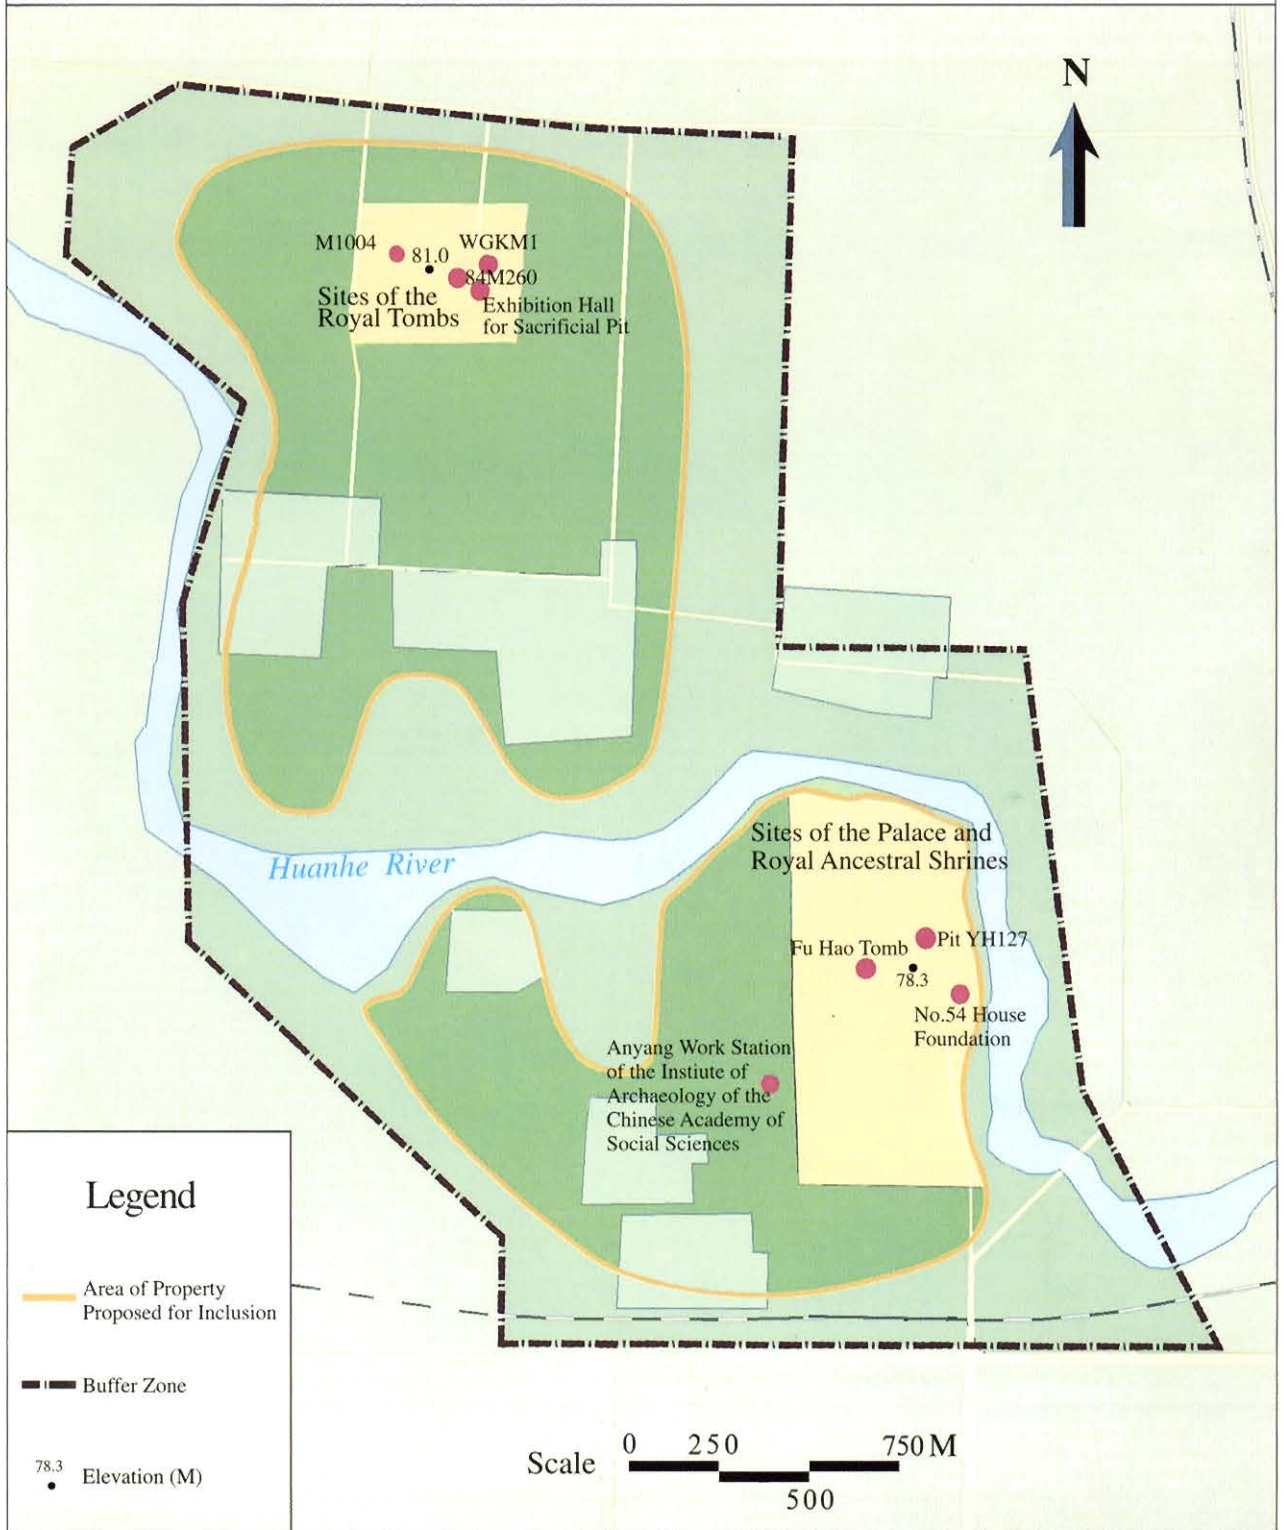 N
M1004
81.0
WGKM1
84M260
Sites of the
Royal Tombs
Exhibition Hall
for Sacrificial Pit
Huanhe River
Sites of the Palace and
Royal Ancestral Shrines
Pit YH127
Fu Hao Tomb
78.3
No.54 House
Foundation
Anyang Work Station
of the Instiute of
Archaeology of the
Chinese Academy of
Social Sciences
Legend
Area of Property
Proposed for Inclusion
Buffer Zone
78.3
Elevation (M)
Scale
0 250 750 M
500